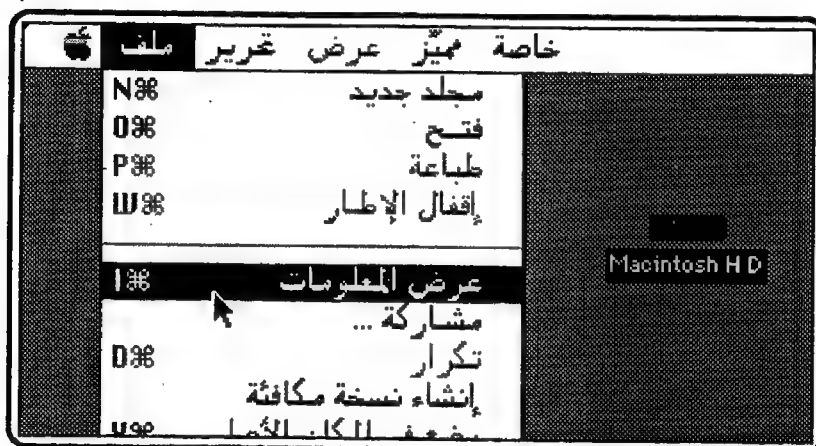 خاصة مميّز عرض تحرير ملف
مجلد جديد N⌘
فتح O⌘
طباعة P⌘
إقفال الإطار W⌘
Macintosh HD
عرض المعلومات I⌘
مشاركة ...
تكرار D⌘
إنشاء نسخة مكافئة